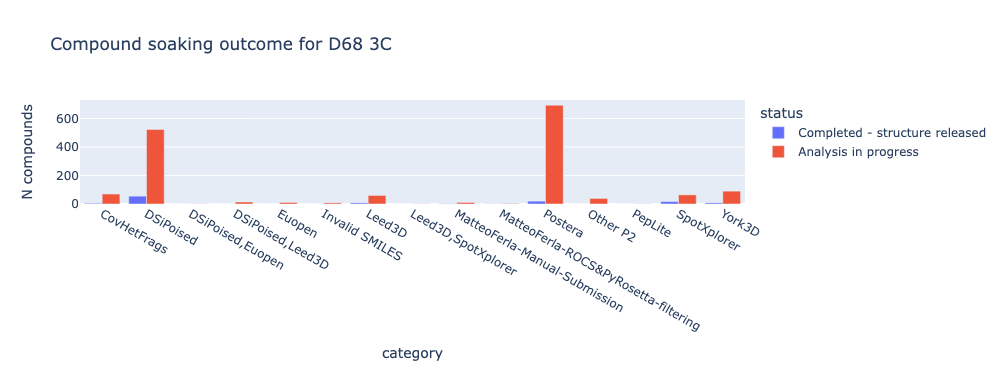 Compound soaking outcome for D68 3C
N compounds
600
400
200
0
CovHetFrags
DSiPoised
DSiPoised,Euopen
DSiPoised,Leed3D
Euopen
Invalid SMILES
Leed3D
Leed3D,SpotXplorer
MatteoFerla-Manual-Submission
MatteoFerla-ROCS&PyRosetta-filtering
Postera
Other P2
PepLite
SpotXplorer
York3D
category
status
Completed - structure released
Analysis in progress